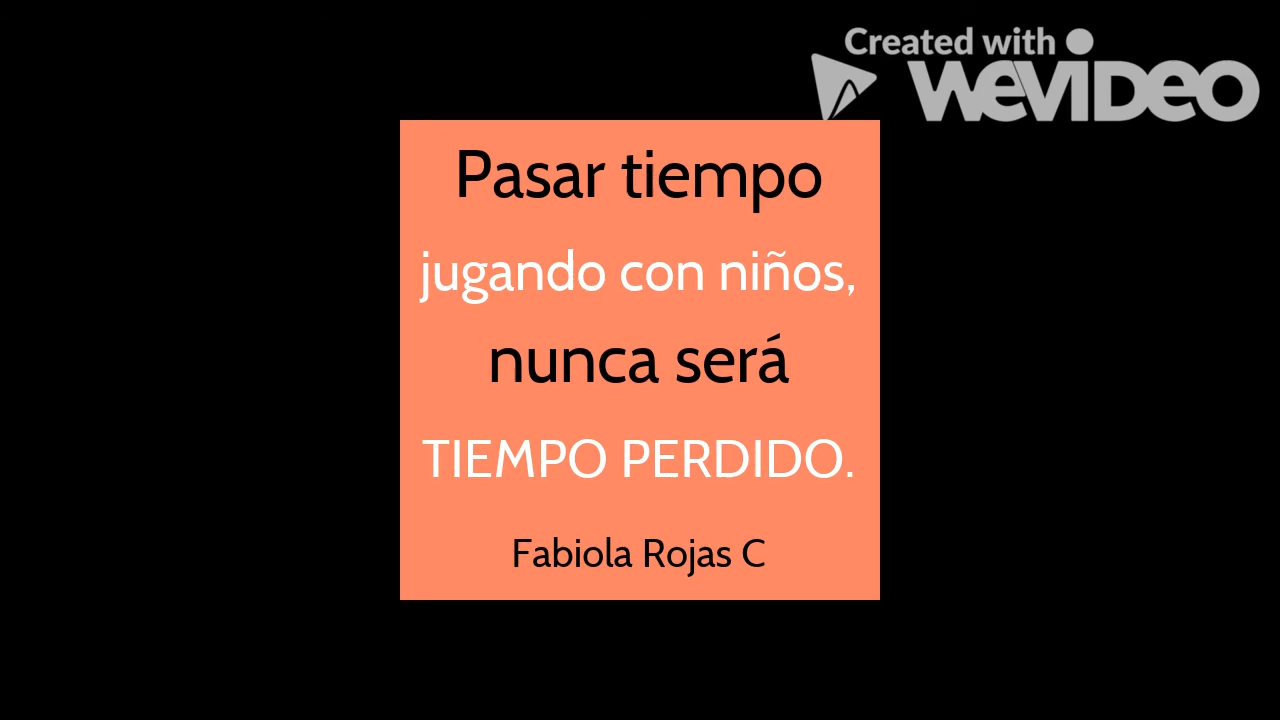 Created with
WEVIDEO
Pasar tiempo
jugando con niños,
nunca será
TIEMPO PERDIDO.
Fabiola Rojas C